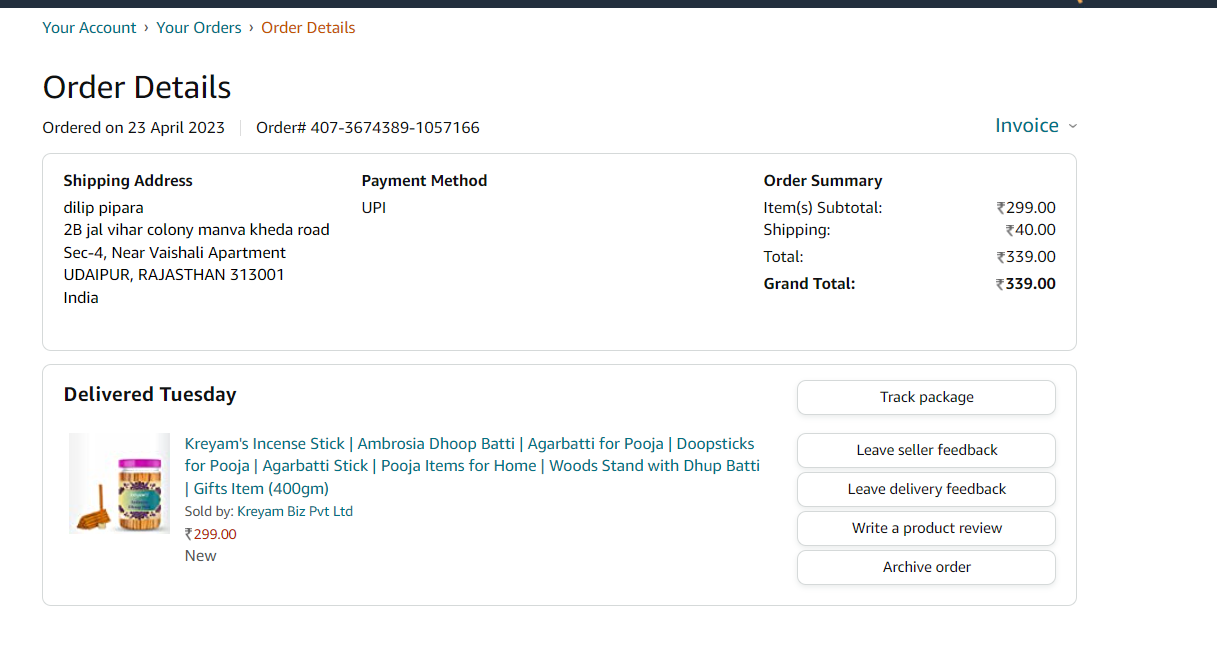 Your Account › Your Orders › Order Details
Order Details
Ordered on 23 April 2023 | Order# 407-3674389-1057166
Invoice
Shipping Address
dilip pipara
2B jal vihar colony manva kheda road
Sec-4, Near Vaishali Apartment
UDAIPUR, RAJASTHAN 313001
India
Payment Method
UPI
Order Summary
Item(s) Subtotal: ₹299.00
Shipping: ₹40.00
Total: ₹339.00
Grand Total: ₹339.00
Delivered Tuesday
Kreyam's Incense Stick | Ambrosia Dhoop Batti | Agarbatti for Pooja | Doopsticks
for Pooja | Agarbatti Stick | Pooja Items for Home | Woods Stand with Dhup Batti
| Gifts Item (400gm)
Sold by: Kreyam Biz Pvt Ltd
₹299.00
New
Track package
Leave seller feedback
Leave delivery feedback
Write a product review
Archive order